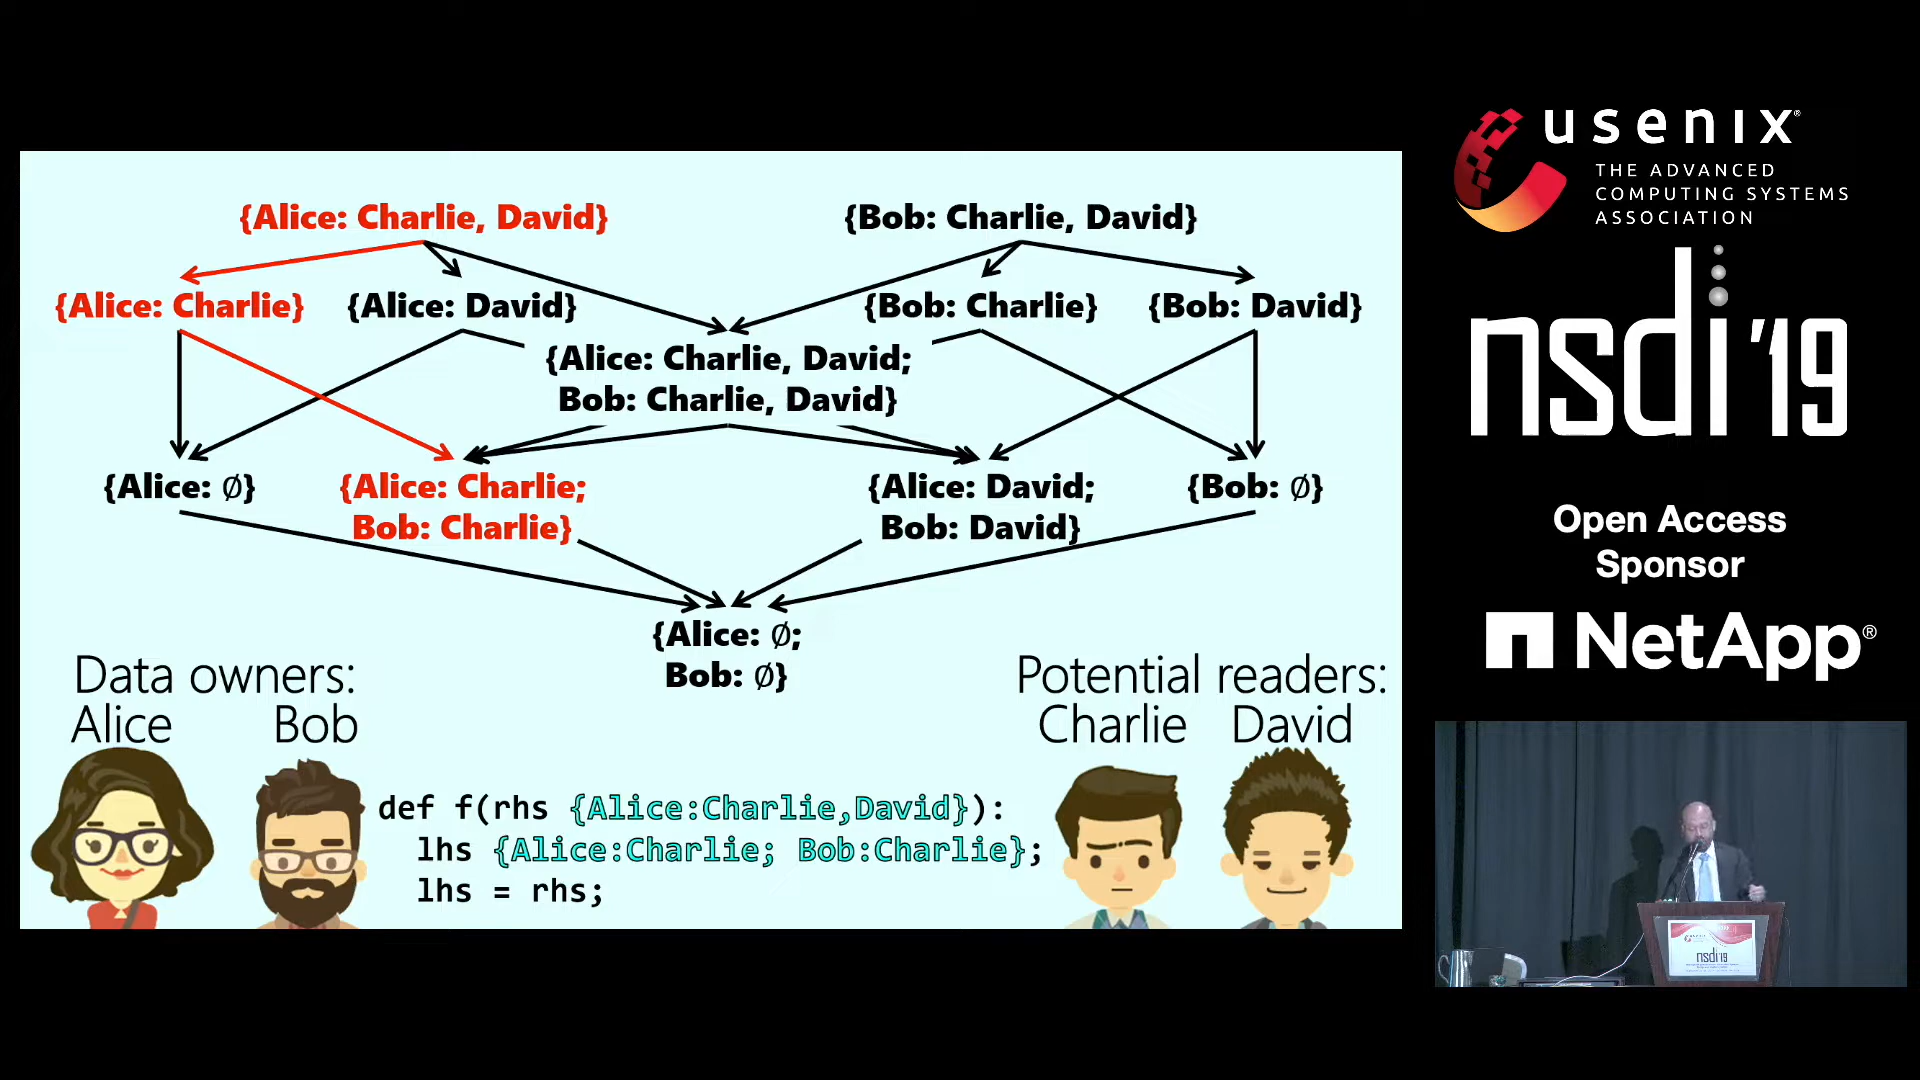 {Alice: Charlie, David}
{Bob: Charlie, David}
{Alice: Charlie}
{Alice: David}
{Bob: Charlie}
{Bob: David}
{Alice: Charlie, David;
Bob: Charlie, David}
{Alice: ∅}
{Alice: Charlie;
Bob: Charlie}
{Alice: David;
Bob: David}
{Bob: ∅}
{Alice: ∅;
Bob: ∅}
Data owners:
Alice
Bob
Potential readers:
Charlie
David
def f(rhs {Alice:Charlie,David}):
lhs {Alice:Charlie; Bob:Charlie};
lhs = rhs;
usenix®
THE ADVANCED
COMPUTING SYSTEMS
ASSOCIATION
nsdi '19
Open Access
Sponsor
NetApp®
nsdi '19